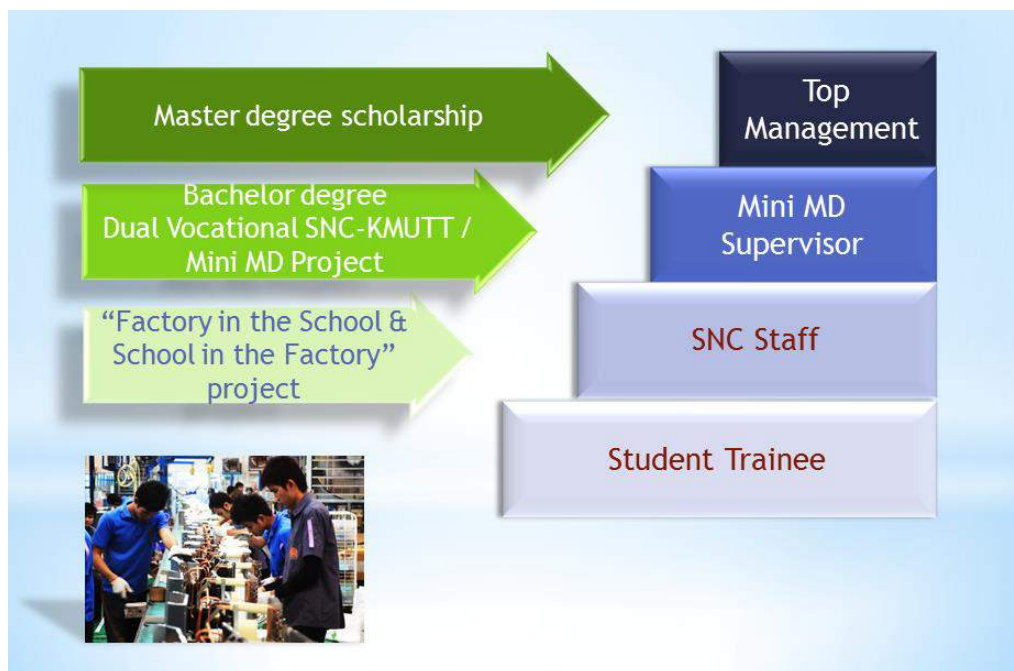 Master degree scholarship
Bachelor degree
Dual Vocational SNC-KMUTT /
Mini MD Project
“Factory in the School &
School in the Factory”
project
Top
Management
Mini MD
Supervisor
SNC Staff
Student Trainee